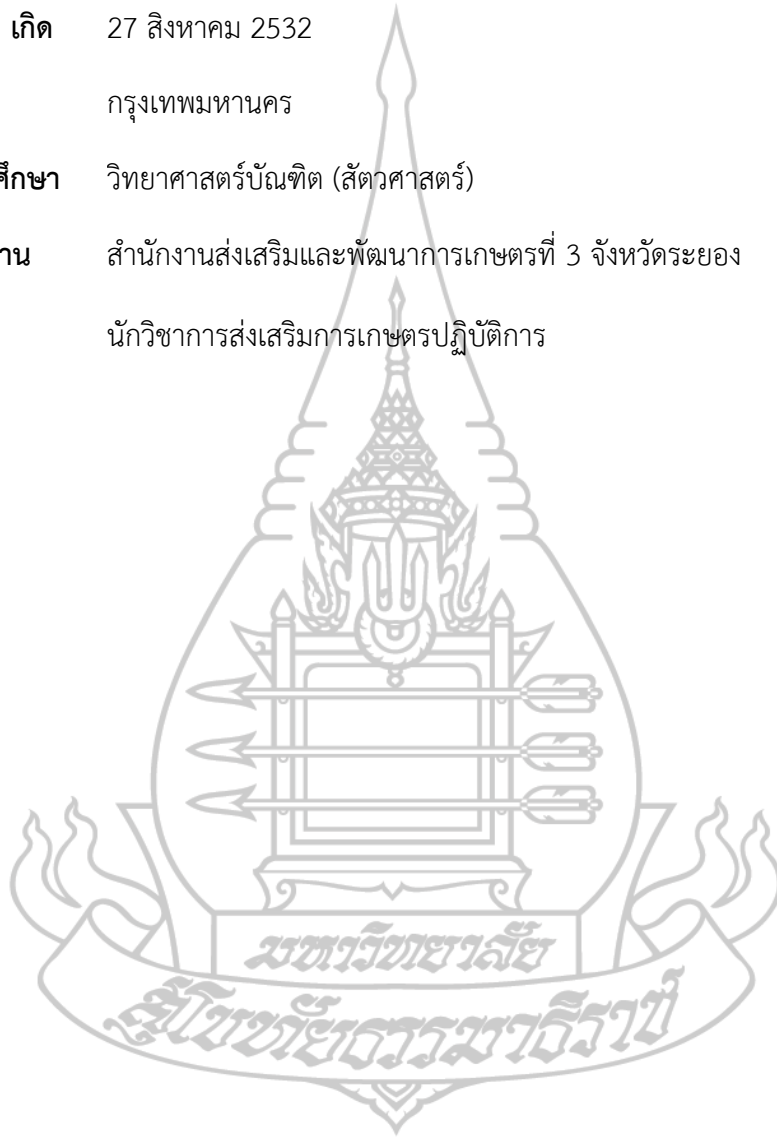 เกิด 27 สิงหาคม 2532
กรุงเทพมหานคร
ศึกษา วิทยาศาสตร์บัณฑิต (สัตวศาสตร์)
าน สำนักงานส่งเสริมและพัฒนาการเกษตรที่ 3 จังหวัดระยอง
นักวิชาการส่งเสริมการเกษตรปฏิบัติการ
มหาวิทยาลัย
สุโขทัยธรรมาธิราช